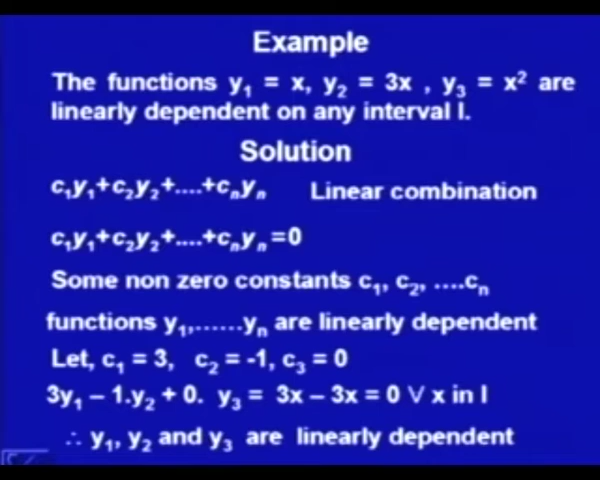 Example
The functions y₁ = x, y₂ = 3x , y₃ = x² are
linearly dependent on any interval I.
Solution
c₁y₁+c₂y₂+....+cₙyₙ Linear combination
c₁y₁+c₂y₂+....+cₙyₙ=0
Some non zero constants c₁, c₂, ....cₙ
functions y₁,......yₙ are linearly dependent
Let, c₁ = 3, c₂ = -1, c₃ = 0
3y₁ – 1.y₂ + 0. y₃ = 3x – 3x = 0 ∨ x in I
∴ y₁, y₂ and y₃ are linearly dependent